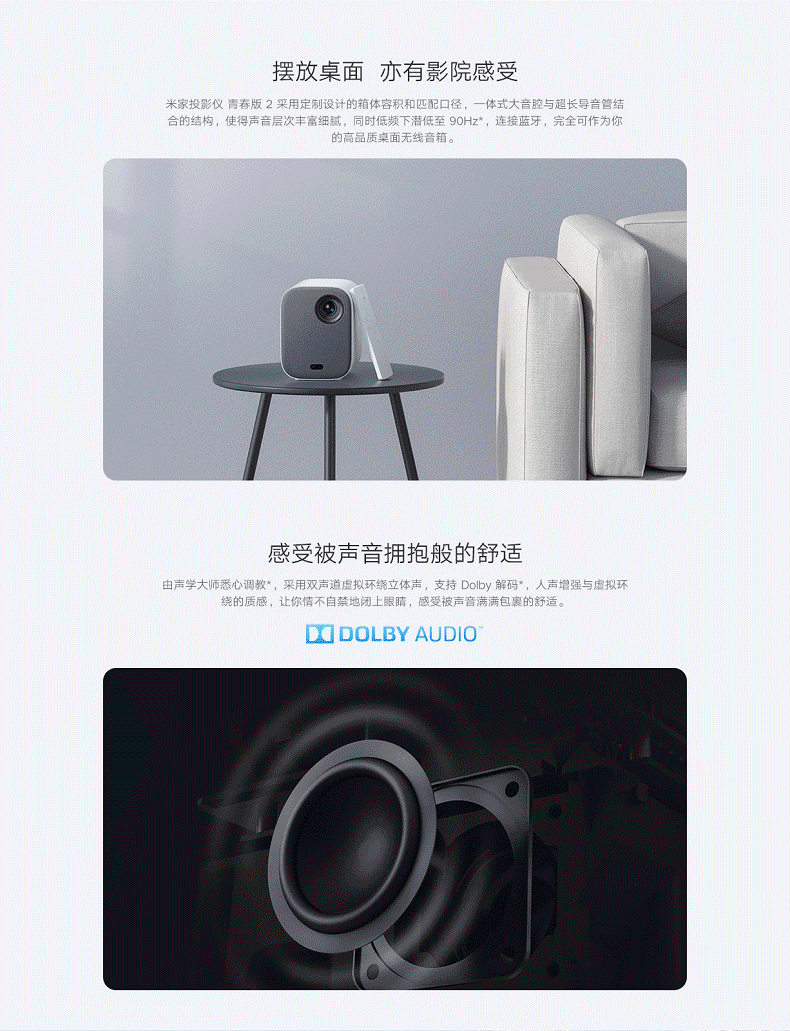 摆放桌面 亦有影院感受
米家投影仪 青春版 2 采用定制设计的箱体容积和匹配口径，一体式大音腔与超长导音管结
合的结构，使得声音层次丰富细腻，同时低频下潜低至 90Hz*，连接蓝牙，完全可作为你
的高品质桌面无线音箱。
感受被声音拥抱般的舒适
由声学大师悉心调教*，采用双声道虚拟环绕立体声，支持 Dolby 解码*，人声增强与虚拟环
绕的质感，让你情不自禁地闭上眼睛，感受被声音满满包裹的舒适。
DOLBY AUDIO™